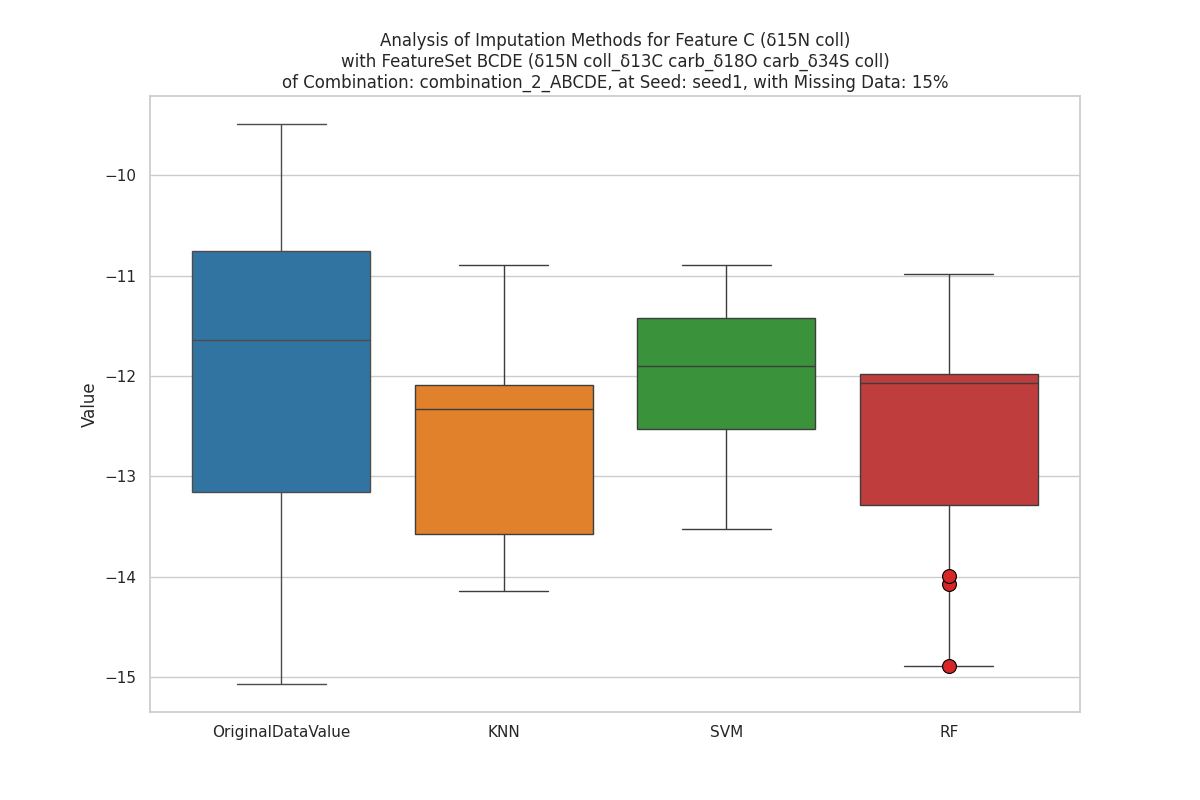 Analysis of Imputation Methods for Feature C (δ15N coll)
with FeatureSet BCDE (δ15N coll_δ13C carb_δ18O carb_δ34S coll)
of Combination: combination_2_ABCDE, at Seed: seed1, with Missing Data: 15%
−10
−11
−12
−13
−14
−15
Value
OriginalDataValue
KNN
SVM
RF